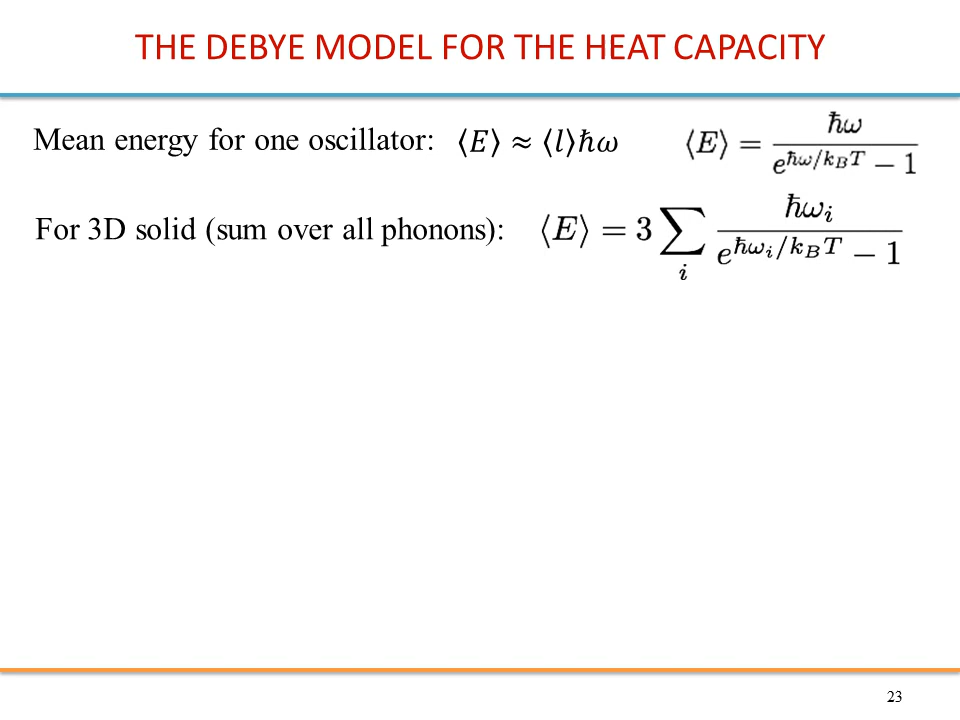 THE DEBYE MODEL FOR THE HEAT CAPACITY
Mean energy for one oscillator: ⟨E⟩ ≈ ⟨l⟩ħω ⟨E⟩ = ħω / (e^{ħω/k_BT} − 1)
For 3D solid (sum over all phonons): ⟨E⟩ = 3 ∑_i ħω_i / (e^{ħω_i/k_BT} − 1)
23